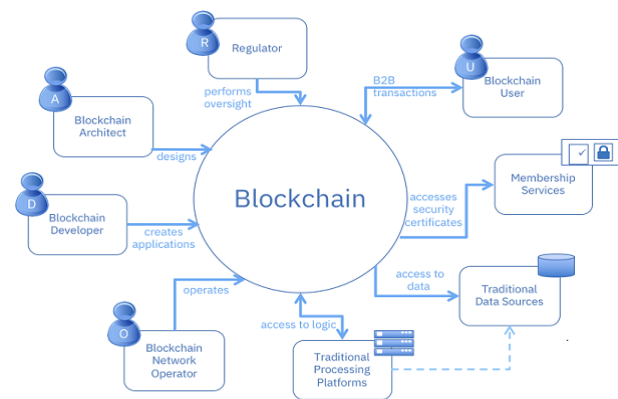 R
Regulator
performs
oversight
U
Blockchain
User
B2B
transactions
A
Blockchain
Architect
designs
Blockchain
Membership
Services
accesses
security
certificates
D
Blockchain
Developer
creates
applications
operates
access to
data
Traditional
Data Sources
O
Blockchain
Network
Operator
access to logic
Traditional
Processing
Platforms